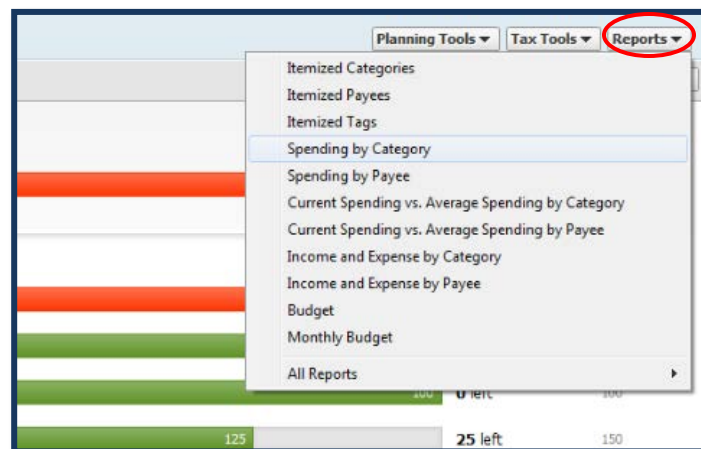 Planning Tools ▼ Tax Tools ▼ Reports ▼
Itemized Categories
Itemized Payees
Itemized Tags
Spending by Category
Spending by Payee
Current Spending vs. Average Spending by Category
Current Spending vs. Average Spending by Payee
Income and Expense by Category
Income and Expense by Payee
Budget
Monthly Budget
All Reports
100 0 left 100
125 25 left 150